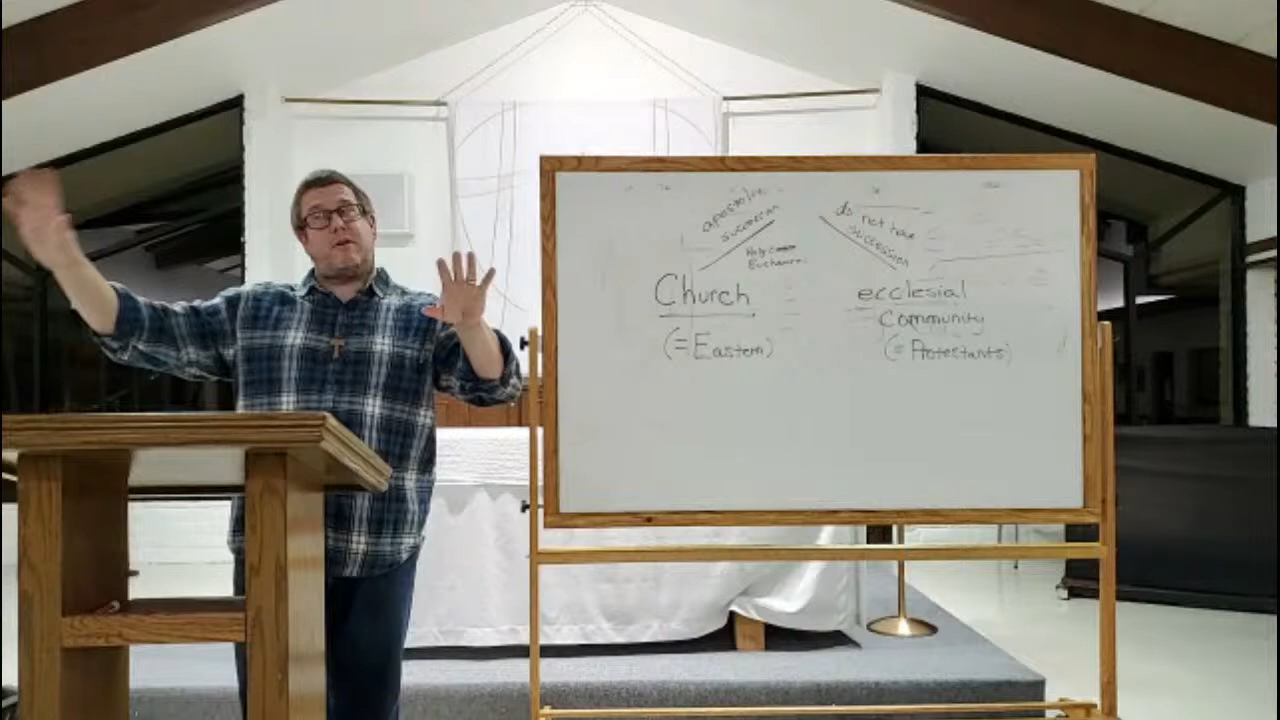 apostolic
succession
Holy
Eucharist
Church
(=Eastern)
do not have
succession
ecclesial
Community
(= Protestants)